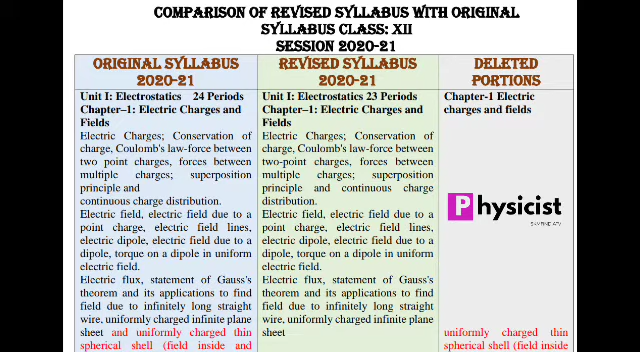 COMPARISON OF REVISED SYLLABUS WITH ORIGINAL
SYLLABUS CLASS: XII
SESSION 2020-21
ORIGINAL SYLLABUS
2020-21
Unit I: Electrostatics 24 Periods
Chapter–1: Electric Charges and
Fields
Electric Charges; Conservation of
charge, Coulomb's law-force between
two point charges, forces between
multiple charges; superposition
principle and
continuous charge distribution.
Electric field, electric field due to a
point charge, electric field lines,
electric dipole, electric field due to a
dipole, torque on a dipole in uniform
electric field.
Electric flux, statement of Gauss's
theorem and its applications to find
field due to infinitely long straight
wire, uniformly charged infinite plane
sheet and uniformly charged thin
spherical shell (field inside and
REVISED SYLLABUS
2020-21
Unit I: Electrostatics 23 Periods
Chapter–1: Electric Charges and
Fields
Electric Charges; Conservation of
charge, Coulomb's law-force between
two-point charges, forces between
multiple charges; superposition
principle and continuous charge
distribution.
Electric field, electric field due to a
point charge, electric field lines,
electric dipole, electric field due to a
dipole, torque on a dipole in uniform
electric field.
Electric flux, statement of Gauss's
theorem and its applications to find
field due to infinitely long straight
wire, uniformly charged infinite plane
sheet
DELETED
PORTIONS
Chapter-1 Electric
charges and fields
Physicist
uniformly charged thin
spherical shell (field inside